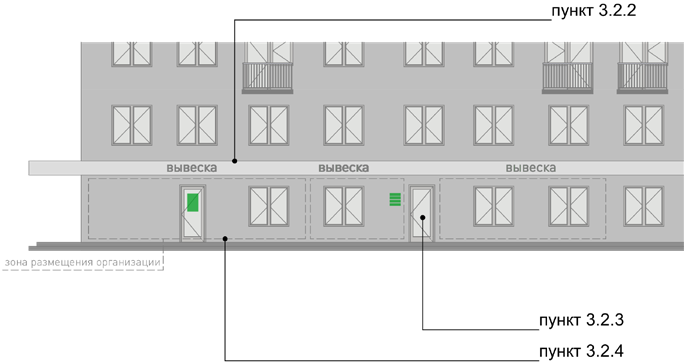 пункт 3.2.2
вывеска вывеска вывеска
зона размещения организации
пункт 3.2.3
пункт 3.2.4